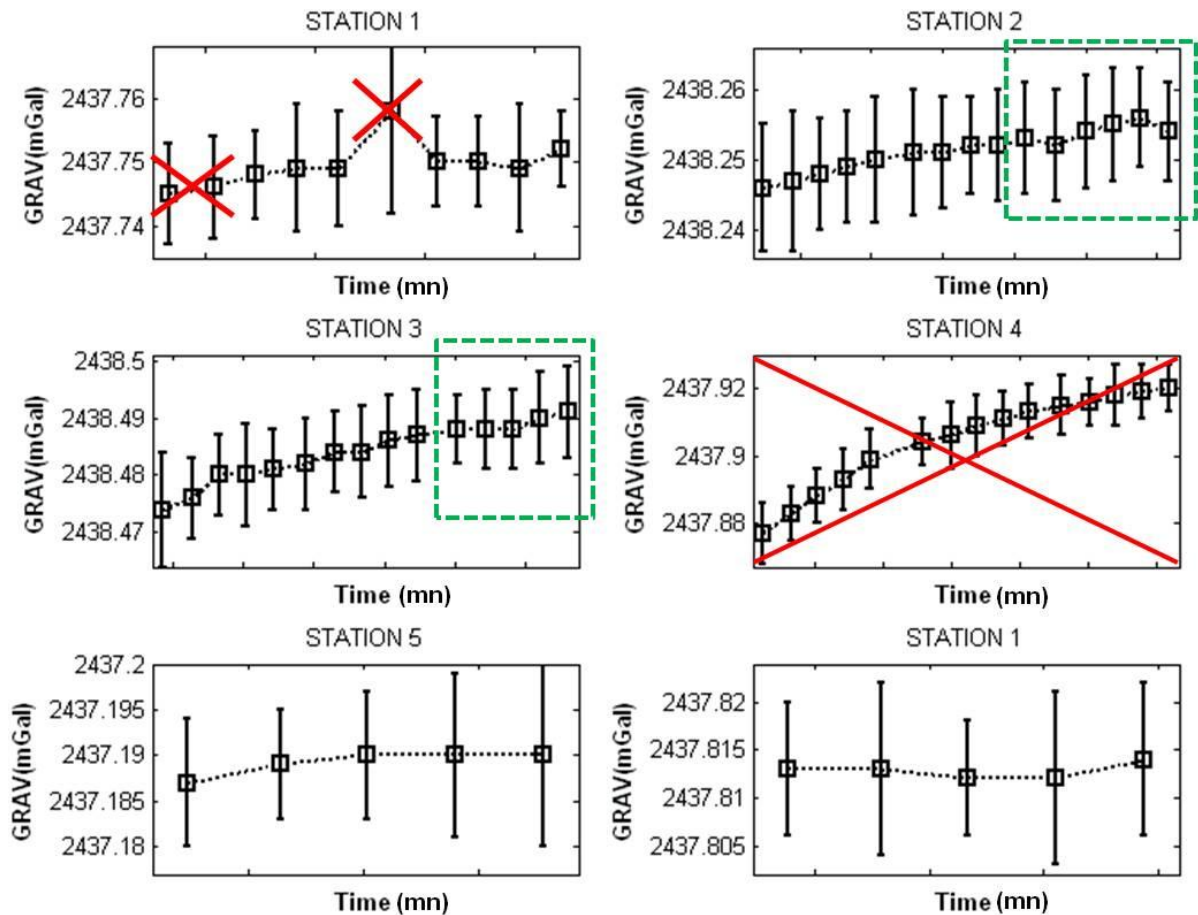 STATION 1
GRAV(mGal)
2437.76
2437.75
2437.74
Time (mn)
STATION 2
GRAV(mGal)
2438.26
2438.25
2438.24
Time (mn)
STATION 3
GRAV(mGal)
2438.5
2438.49
2438.48
2438.47
Time (mn)
STATION 4
GRAV(mGal)
2437.92
2437.9
2437.88
Time (mn)
STATION 5
GRAV(mGal)
2437.2
2437.195
2437.19
2437.185
2437.18
Time (mn)
STATION 1
GRAV(mGal)
2437.82
2437.815
2437.81
2437.805
Time (mn)